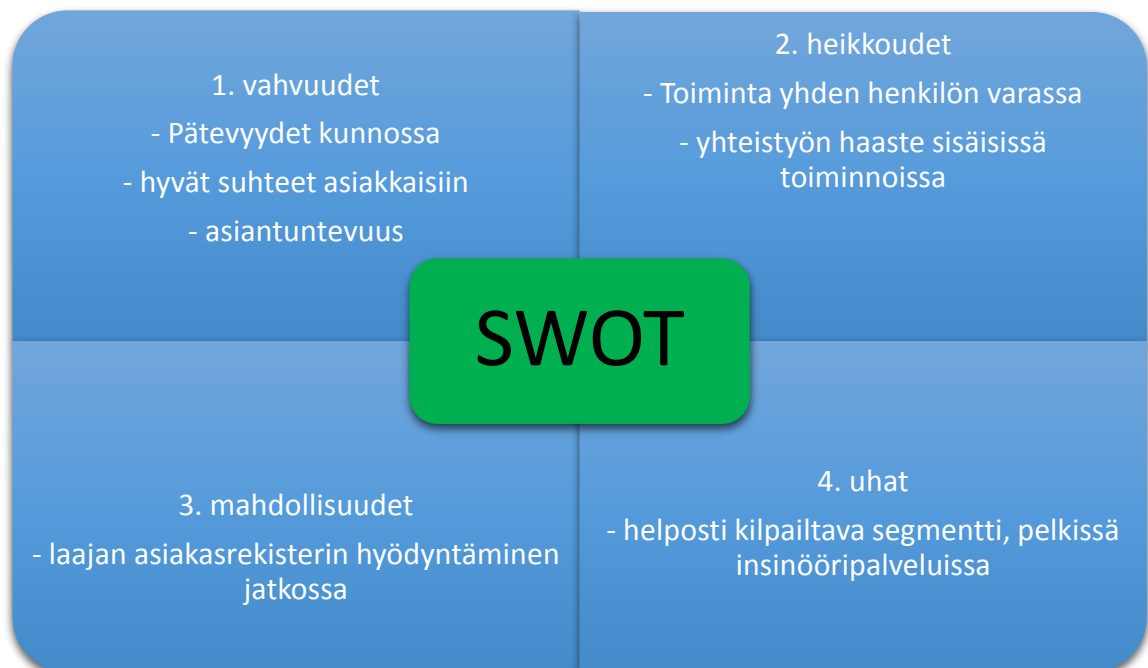 1. vahvuudet
- Pätevyydet kunnossa
- hyvät suhteet asiakkaisiin
- asiantuntevuus
2. heikkoudet
- Toiminta yhden henkilön varassa
- yhteistyön haaste sisäisissä
toiminnoissa
SWOT
3. mahdollisuudet
- laajan asiakasrekisterin hyödyntäminen
jatkossa
4. uhat
- helposti kilpailtava segmentti, pelkissä
insinööripalveluissa